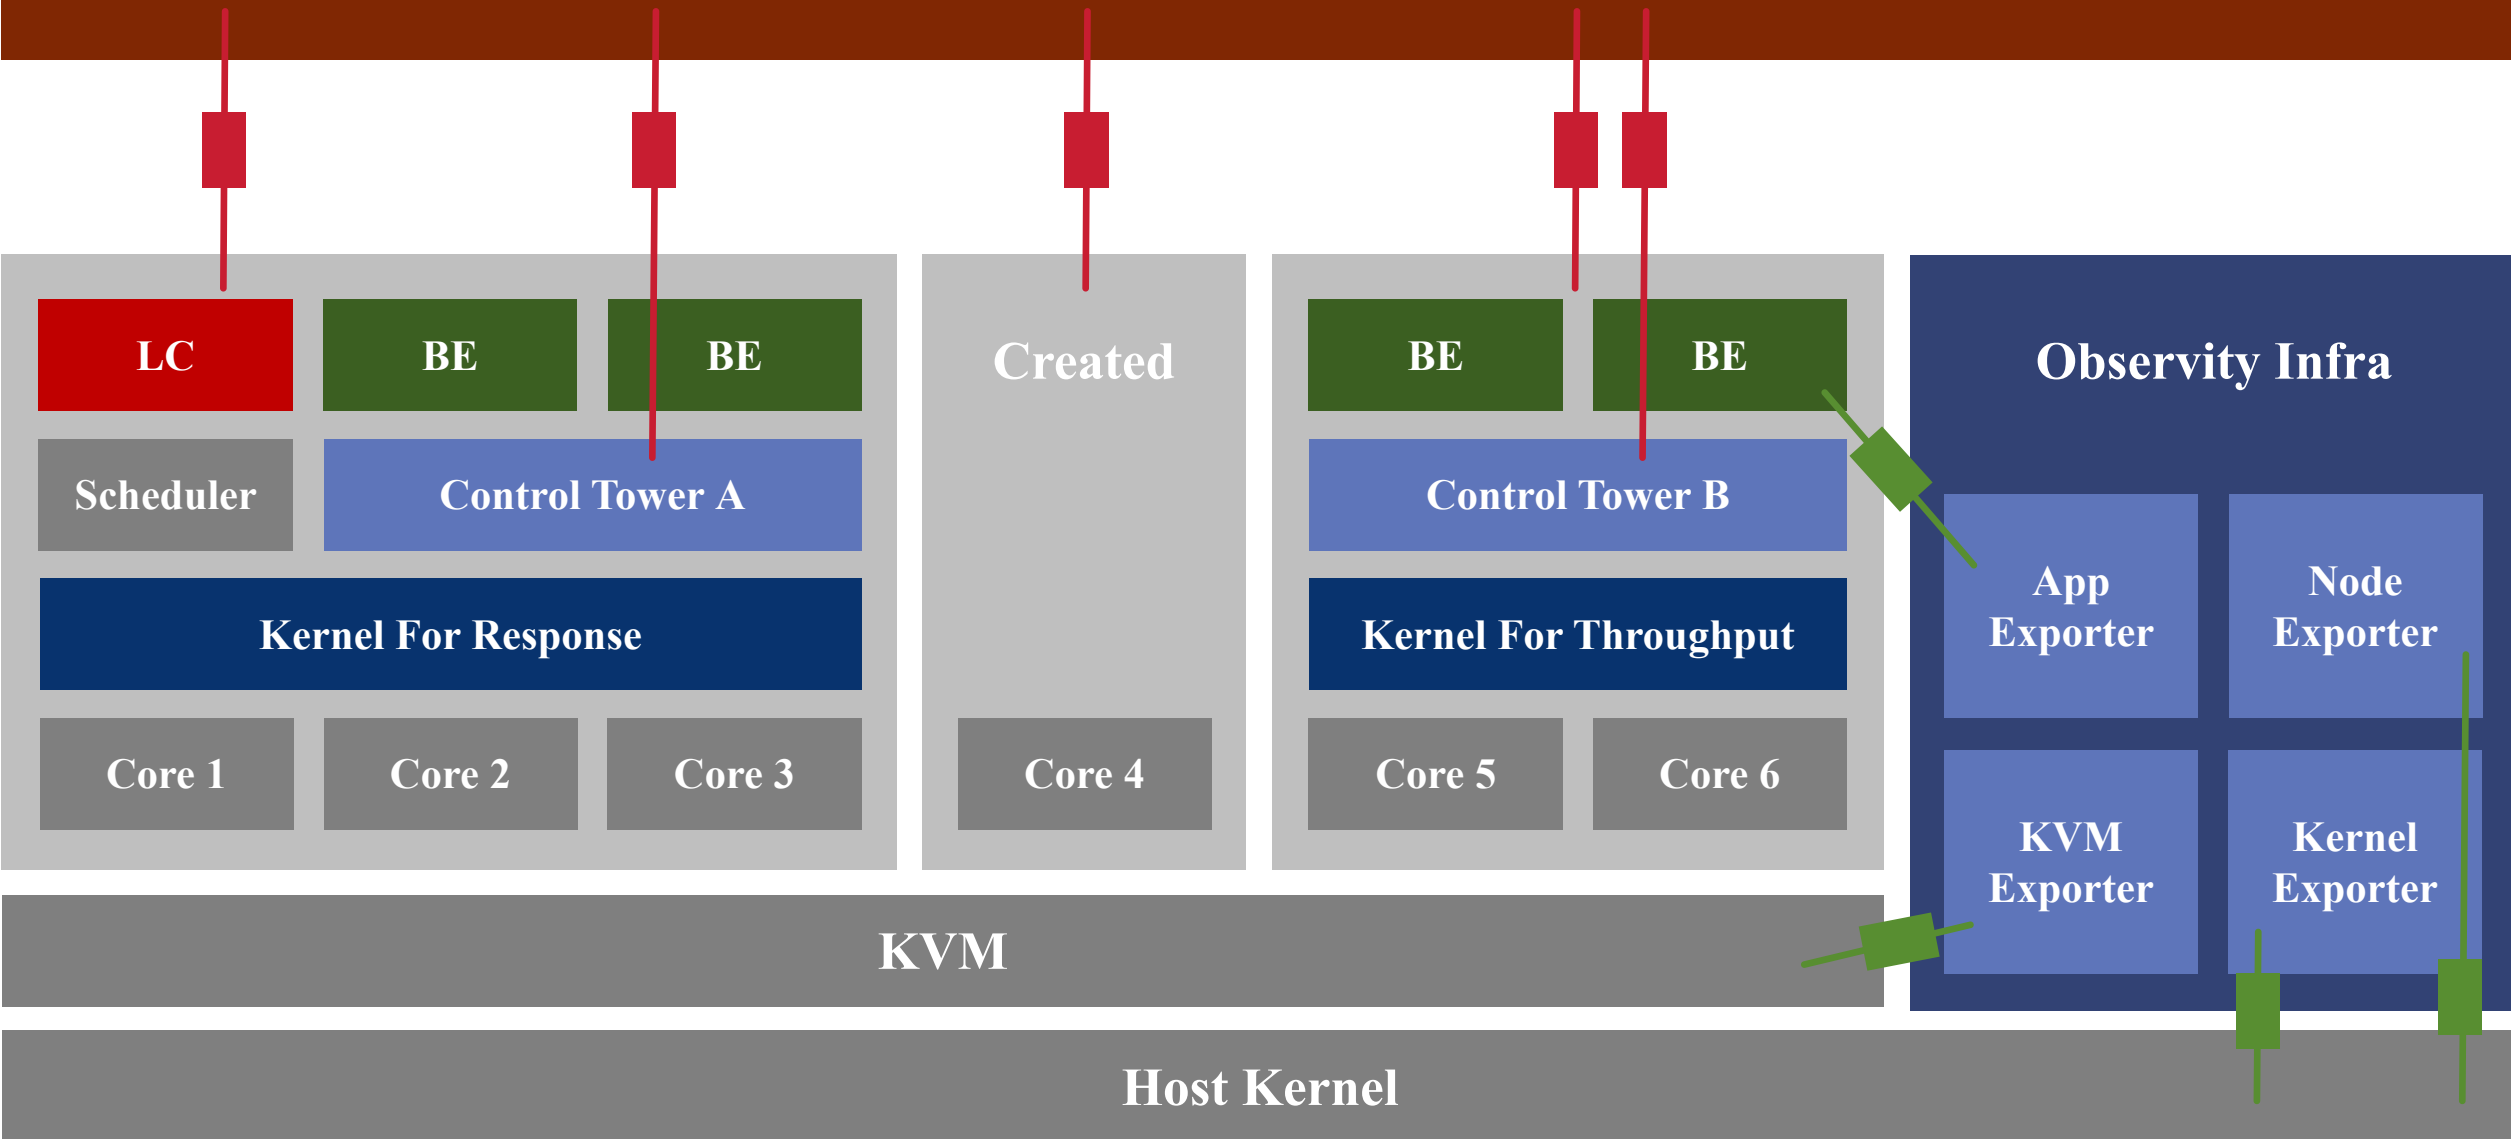 LC
BE
BE
Created
BE
BE
Observity Infra
Scheduler
Control Tower A
Control Tower B
App
Exporter
Node
Exporter
Kernel For Response
Kernel For Throughput
Core 1
Core 2
Core 3
Core 4
Core 5
Core 6
KVM
Exporter
Kernel
Exporter
KVM
Host Kernel